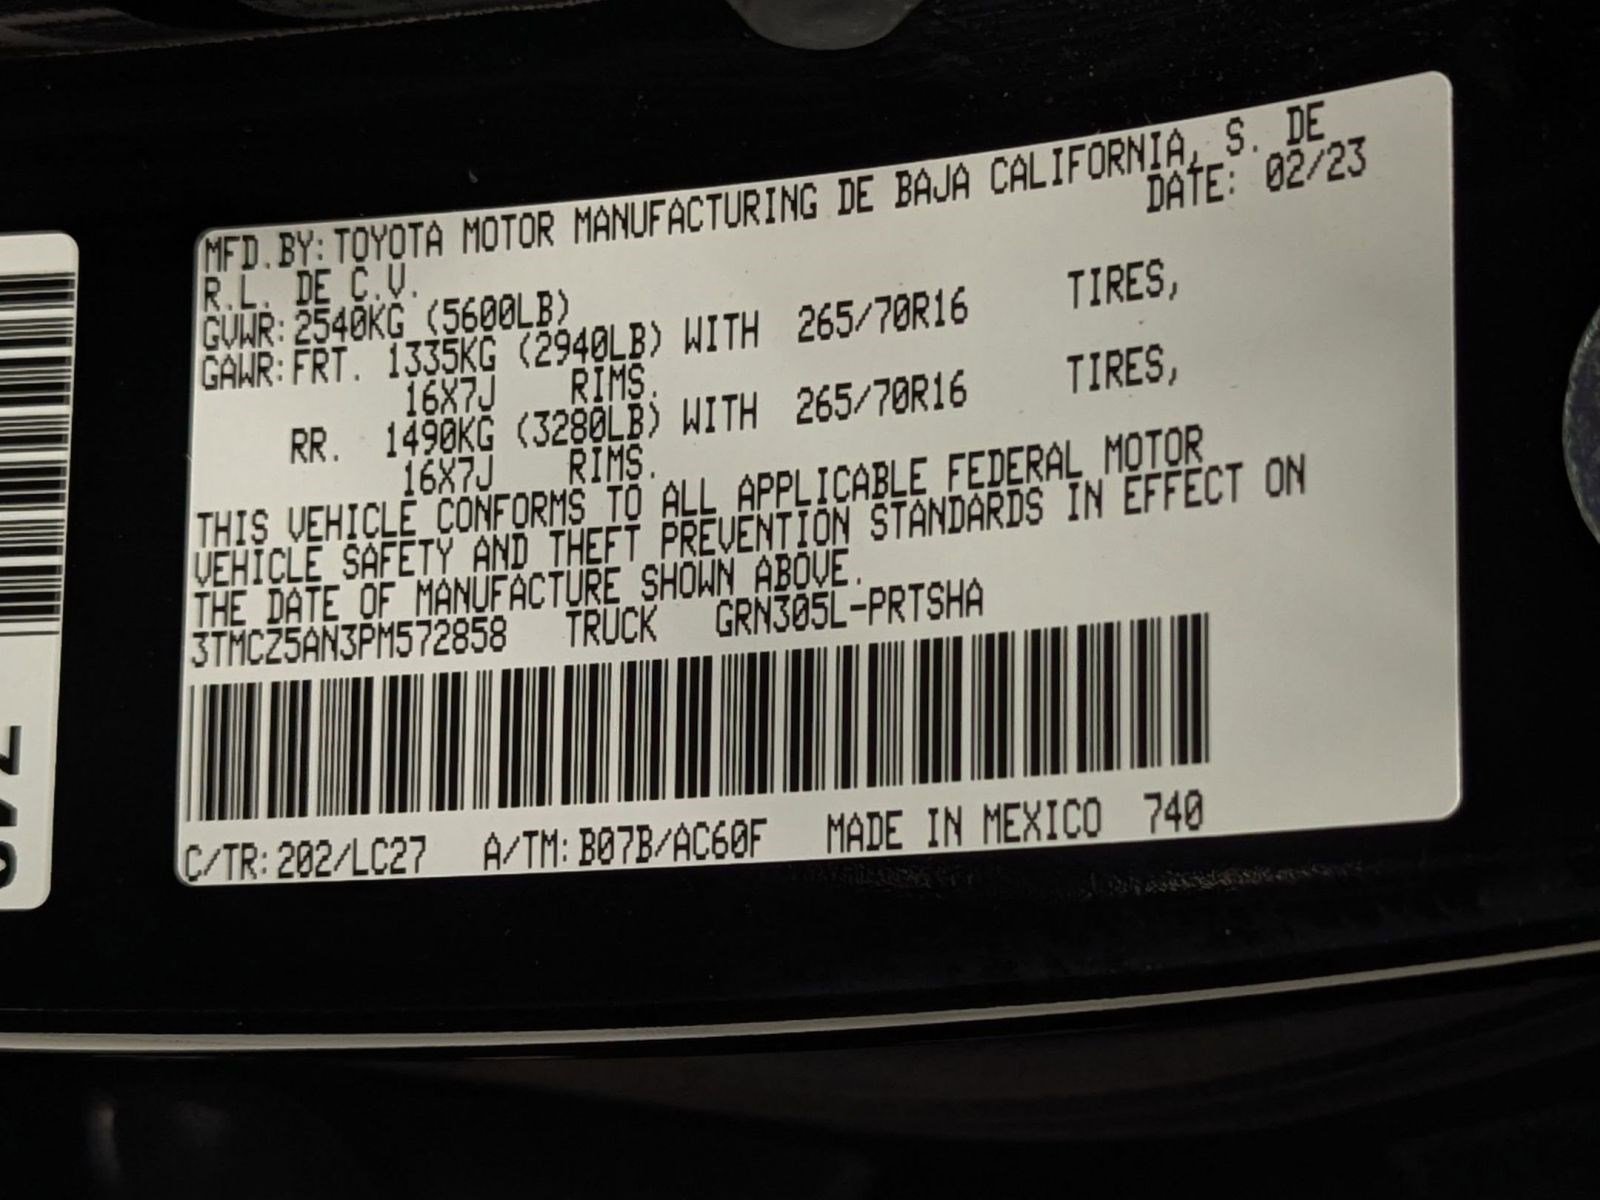 MFD.BY:TOYOTA MOTOR MANUFACTURING DE BAJA CALIFORNIA, S. DE
R.L. DE C.V. DATE: 02/23
GVWR:2540KG (5600LB)
GAWR:FRT. 1335KG (2940LB) WITH 265/70R16 TIRES,
16X7J RIMS.
RR. 1490KG (3280LB) WITH 265/70R16 TIRES,
16X7J RIMS.
THIS VEHICLE CONFORMS TO ALL APPLICABLE FEDERAL MOTOR
VEHICLE SAFETY AND THEFT PREVENTION STANDARDS IN EFFECT ON
THE DATE OF MANUFACTURE SHOWN ABOVE.
3TMCZ5AN3PM572858 TRUCK GRN305L-PRTSHA
C/TR:202/LC27 A/TM:B07B/AC60F MADE IN MEXICO 740